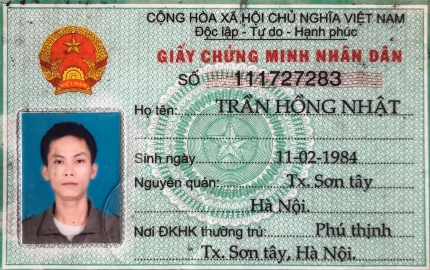 CỘNG HÒA XÃ HỘI CHỦ NGHĨA VIỆT NAM
Độc lập - Tự do - Hạnh phúc
GIẤY CHỨNG MINH NHÂN DÂN
SỐ 111727283
Họ tên: TRẦN HỒNG NHẬT
Sinh ngày 11-02-1984
Nguyên quán: Tx. Sơn tây
Hà Nội.
Nơi ĐKHK thường trú: Phú thịnh
Tx. Sơn tây, Hà Nội.